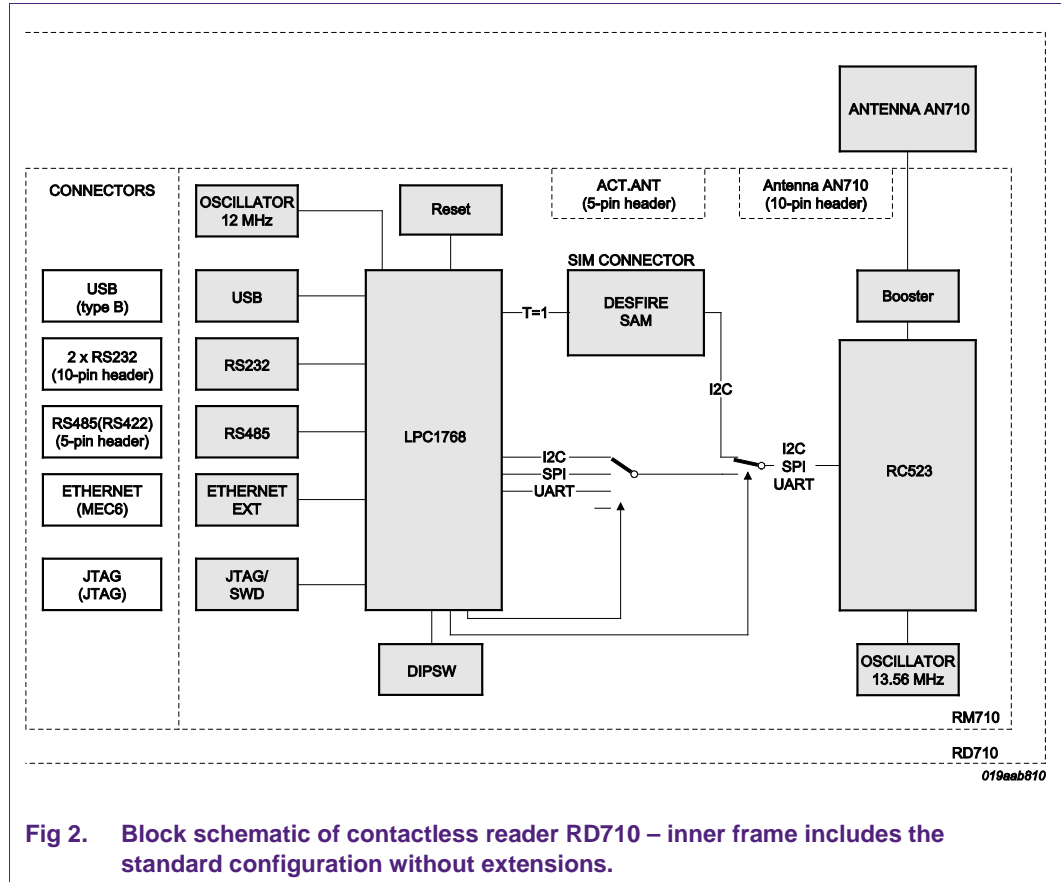 ANTENNA AN710
CONNECTORS
OSCILLATOR
12 MHz
Reset
ACT.ANT
(5-pin header)
Antenna AN710
(10-pin header)
SIM CONNECTOR
USB
(type B)
USB
T=1
DESFIRE
SAM
Booster
2 x RS232
(10-pin header)
RS232
I2C
RS485(RS422)
(5-pin header)
RS485
LPC1768
I2C
SPI
UART
I2C
SPI
UART
RC523
ETHERNET
(MEC6)
ETHERNET
EXT
JTAG
(JTAG)
JTAG/
SWD
DIPSW
OSCILLATOR
13.56 MHz
RM710
RD710
019aab810
Fig 2. Block schematic of contactless reader RD710 – inner frame includes the
standard configuration without extensions.